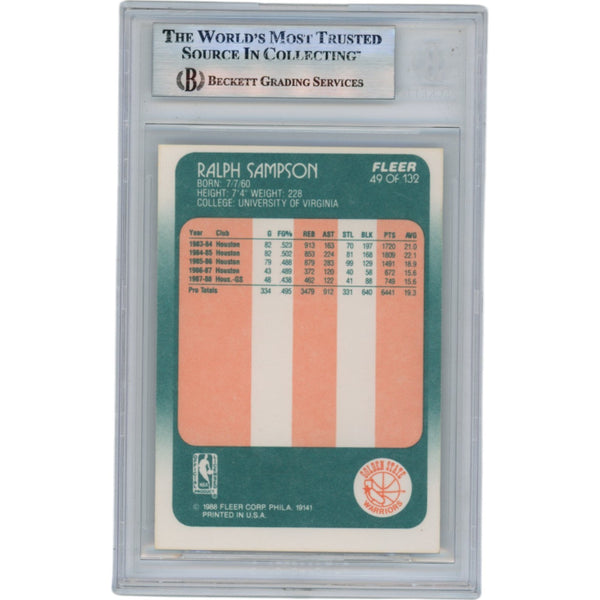 THE WORLD'S MOST TRUSTED
SOURCE IN COLLECTING™
B BECKETT GRADING SERVICES
RALPH SAMPSON
BORN: 7/7/60
HEIGHT: 7'4" WEIGHT: 228
COLLEGE: UNIVERSITY OF VIRGINIA
FLEER
49 OF 132
Year Club G FG% REB AST STL BLK PTS AVG
1983-84 Houston 82 .523 913 163 70 197 1720 21.0
1984-85 Houston 82 .502 853 224 81 168 1809 22.1
1985-86 Houston 79 .488 879 283 99 129 1491 18.9
1986-87 Houston 43 .489 372 120 40 58 672 15.6
1987-88 Hous.-GS 48 .438 462 122 41 88 749 15.6
Pro Totals 334 .495 3479 912 331 640 6441 19.3
NBA
GOLDEN STATE
WARRIORS
© 1988 FLEER CORP. PHILA. 19141
PRINTED IN U.S.A.